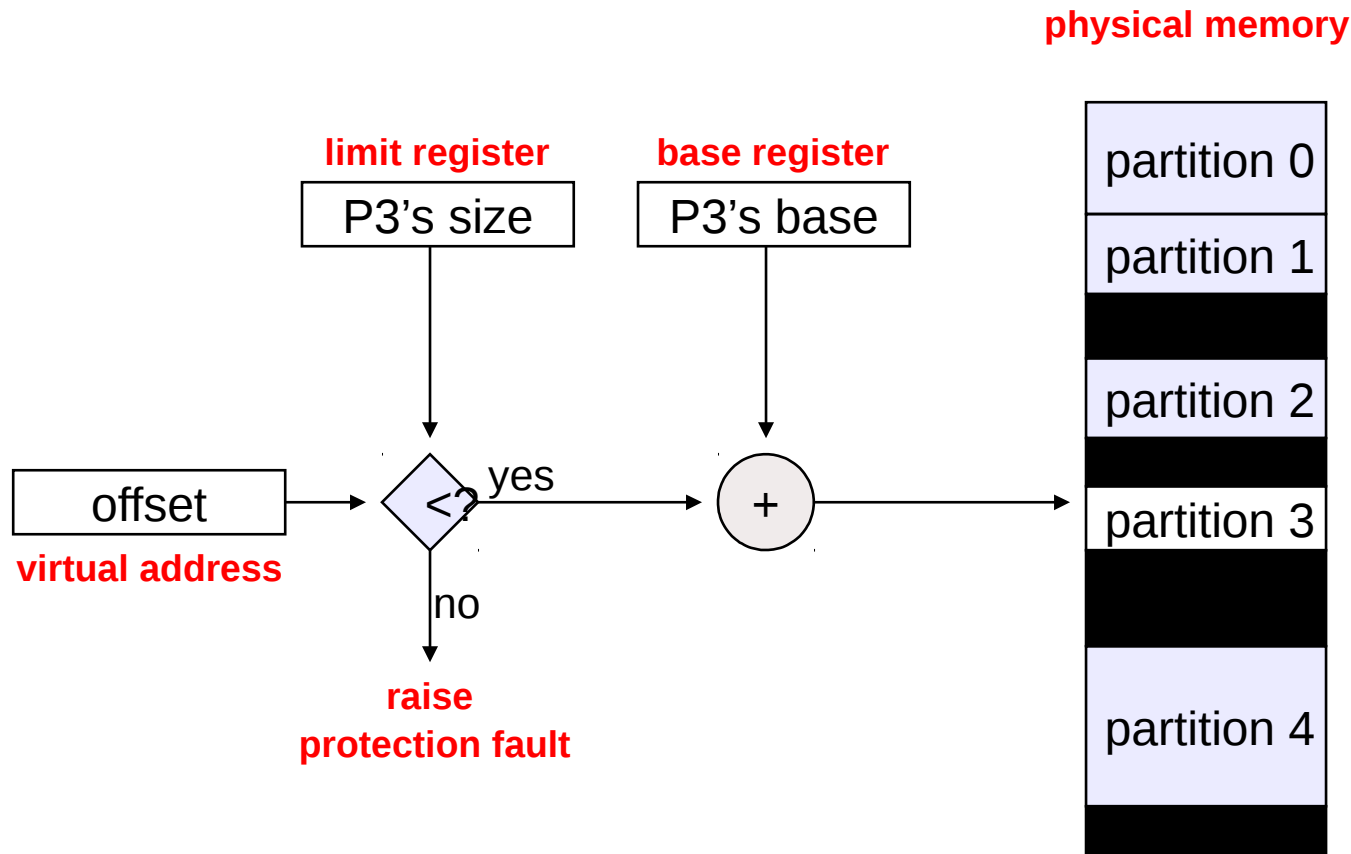 physical memory
limit register
base register
P3’s size
P3’s base
partition 0
partition 1
partition 2
partition 3
partition 4
offset
virtual address
<?
yes
+
no
raise
protection fault